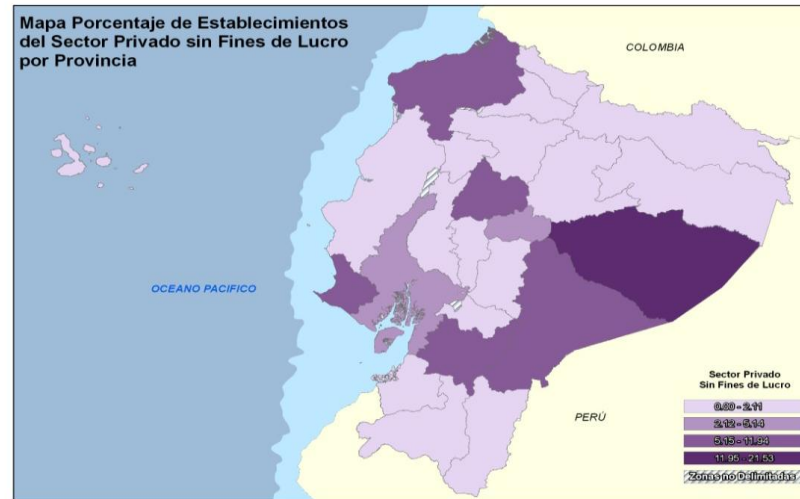 Mapa Porcentaje de Establecimientos
del Sector Privado sin Fines de Lucro
por Provincia
COLOMBIA
OCEANO PACIFICO
PERÚ
Sector Privado
Sin Fines de Lucro
0.00 - 2.11
2.12 - 5.14
5.15 - 11.94
11.95 - 21.53
Zonas no Delimitadas